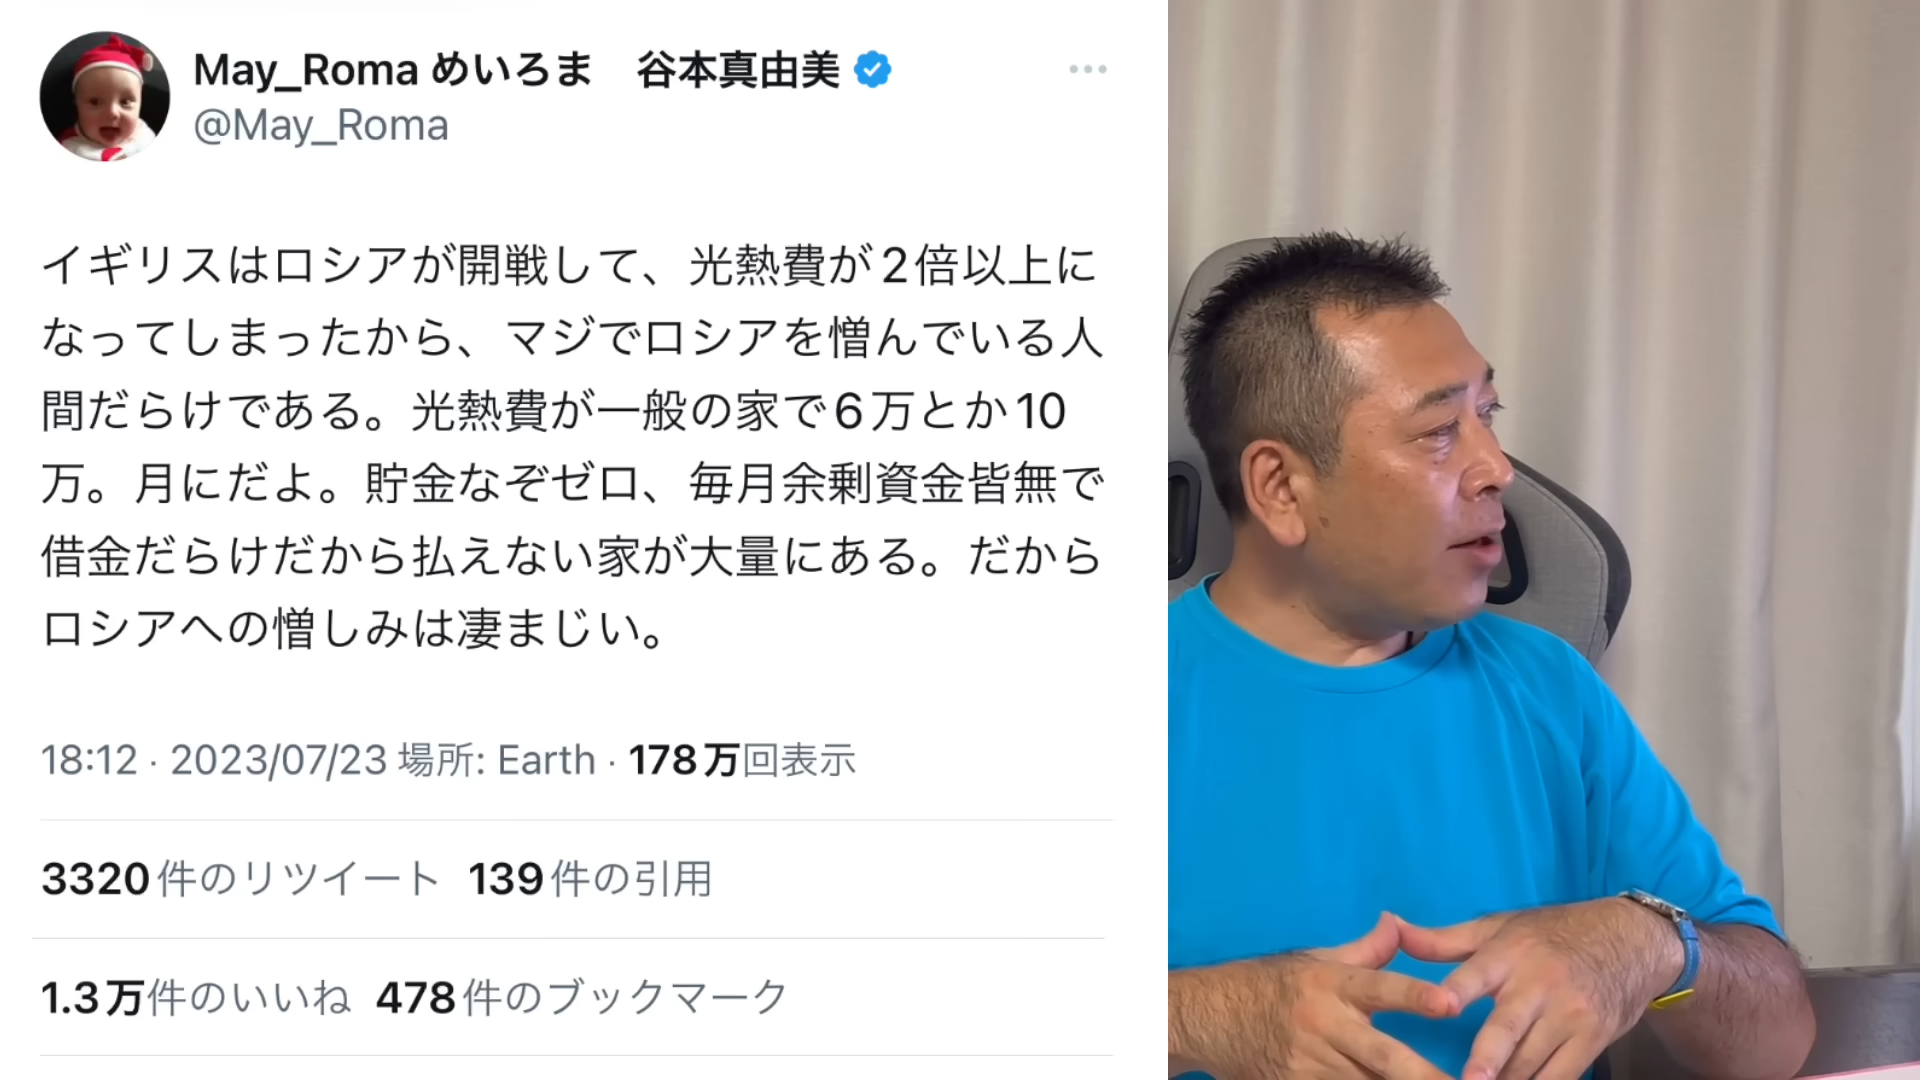 May_Roma めいろま　谷本真由美
@May_Roma
イギリスはロシアが開戦して、光熱費が2倍以上に
なってしまったから、マジでロシアを憎んでいる人
間だらけである。光熱費が一般の家で6万とか10
万。月にだよ。貯金なぞゼロ、毎月余剰資金皆無で
借金だらけだから払えない家が大量にある。だから
ロシアへの憎しみは凄まじい。
18:12 · 2023/07/23 場所: Earth · 178万回表示
3320件のリツイート 139件の引用
1.3万件のいいね 478件のブックマーク